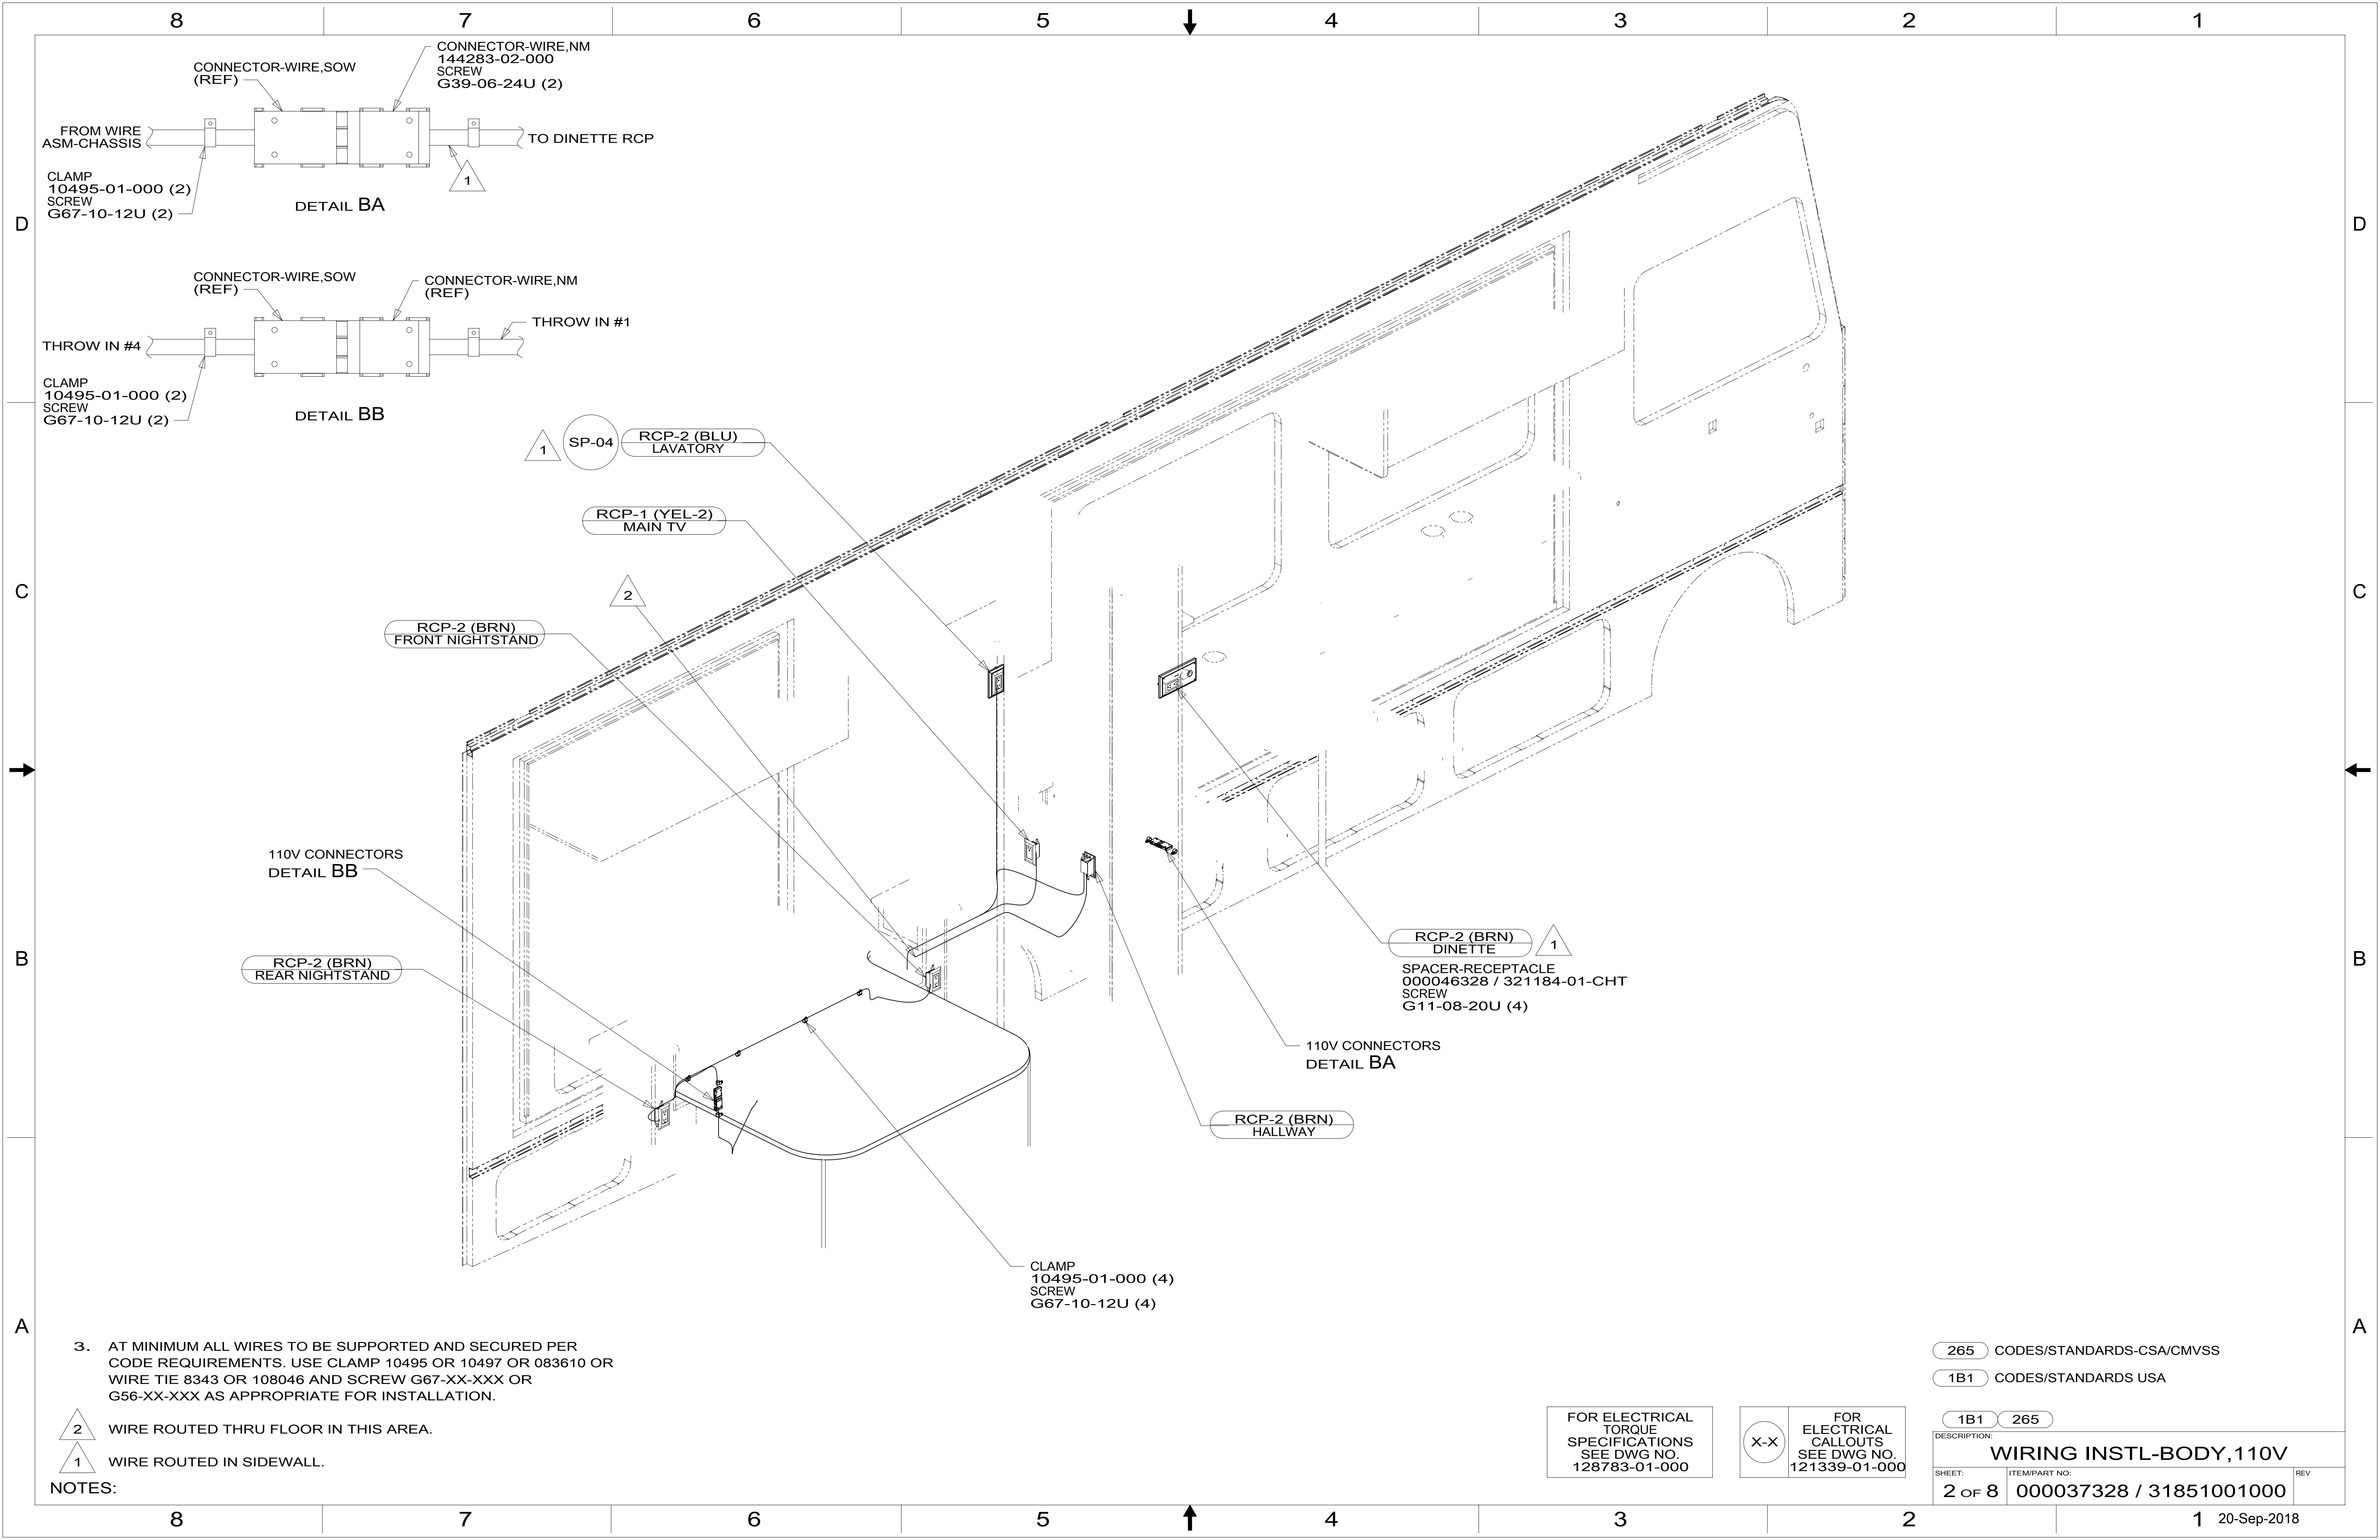 8 7 6 5 4 3 2 1
CONNECTOR-WIRE,SOW
(REF)
CONNECTOR-WIRE,NM
144283-02-000
SCREW
G39-06-24U (2)
FROM WIRE
ASM-CHASSIS
TO DINETTE RCP
CLAMP
10495-01-000 (2)
SCREW
G67-10-12U (2)
1
DETAIL BA
D
D
CONNECTOR-WIRE,SOW
(REF)
CONNECTOR-WIRE,NM
(REF)
THROW IN #1
THROW IN #4
CLAMP
10495-01-000 (2)
SCREW
G67-10-12U (2)
DETAIL BB
1
SP-04
RCP-2 (BLU)
LAVATORY
RCP-1 (YEL-2)
MAIN TV
2
C
C
RCP-2 (BRN)
FRONT NIGHTSTAND
110V CONNECTORS
DETAIL BB
RCP-2 (BRN)
REAR NIGHTSTAND
B
B
RCP-2 (BRN)
DINETTE
1
SPACER-RECEPTACLE
000046328 / 321184-01-CHT
SCREW
G11-08-20U (4)
110V CONNECTORS
DETAIL BA
RCP-2 (BRN)
HALLWAY
CLAMP
10495-01-000 (4)
SCREW
G67-10-12U (4)
A
A
3. AT MINIMUM ALL WIRES TO BE SUPPORTED AND SECURED PER
CODE REQUIREMENTS. USE CLAMP 10495 OR 10497 OR 083610 OR
WIRE TIE 8343 OR 108046 AND SCREW G67-XX-XXX OR
G56-XX-XXX AS APPROPRIATE FOR INSTALLATION.
2 WIRE ROUTED THRU FLOOR IN THIS AREA.
1 WIRE ROUTED IN SIDEWALL.
NOTES:
FOR ELECTRICAL
TORQUE
SPECIFICATIONS
SEE DWG NO.
128783-01-000
X-X
FOR
ELECTRICAL
CALLOUTS
SEE DWG NO.
121339-01-000
265 CODES/STANDARDS-CSA/CMVSS
1B1 CODES/STANDARDS USA
1B1 265
DESCRIPTION:
WIRING INSTL-BODY,110V
SHEET:
2 OF 8
ITEM/PART NO:
000037328 / 31851001000
REV
8 7 6 5 4 3 2 1
20-Sep-2018